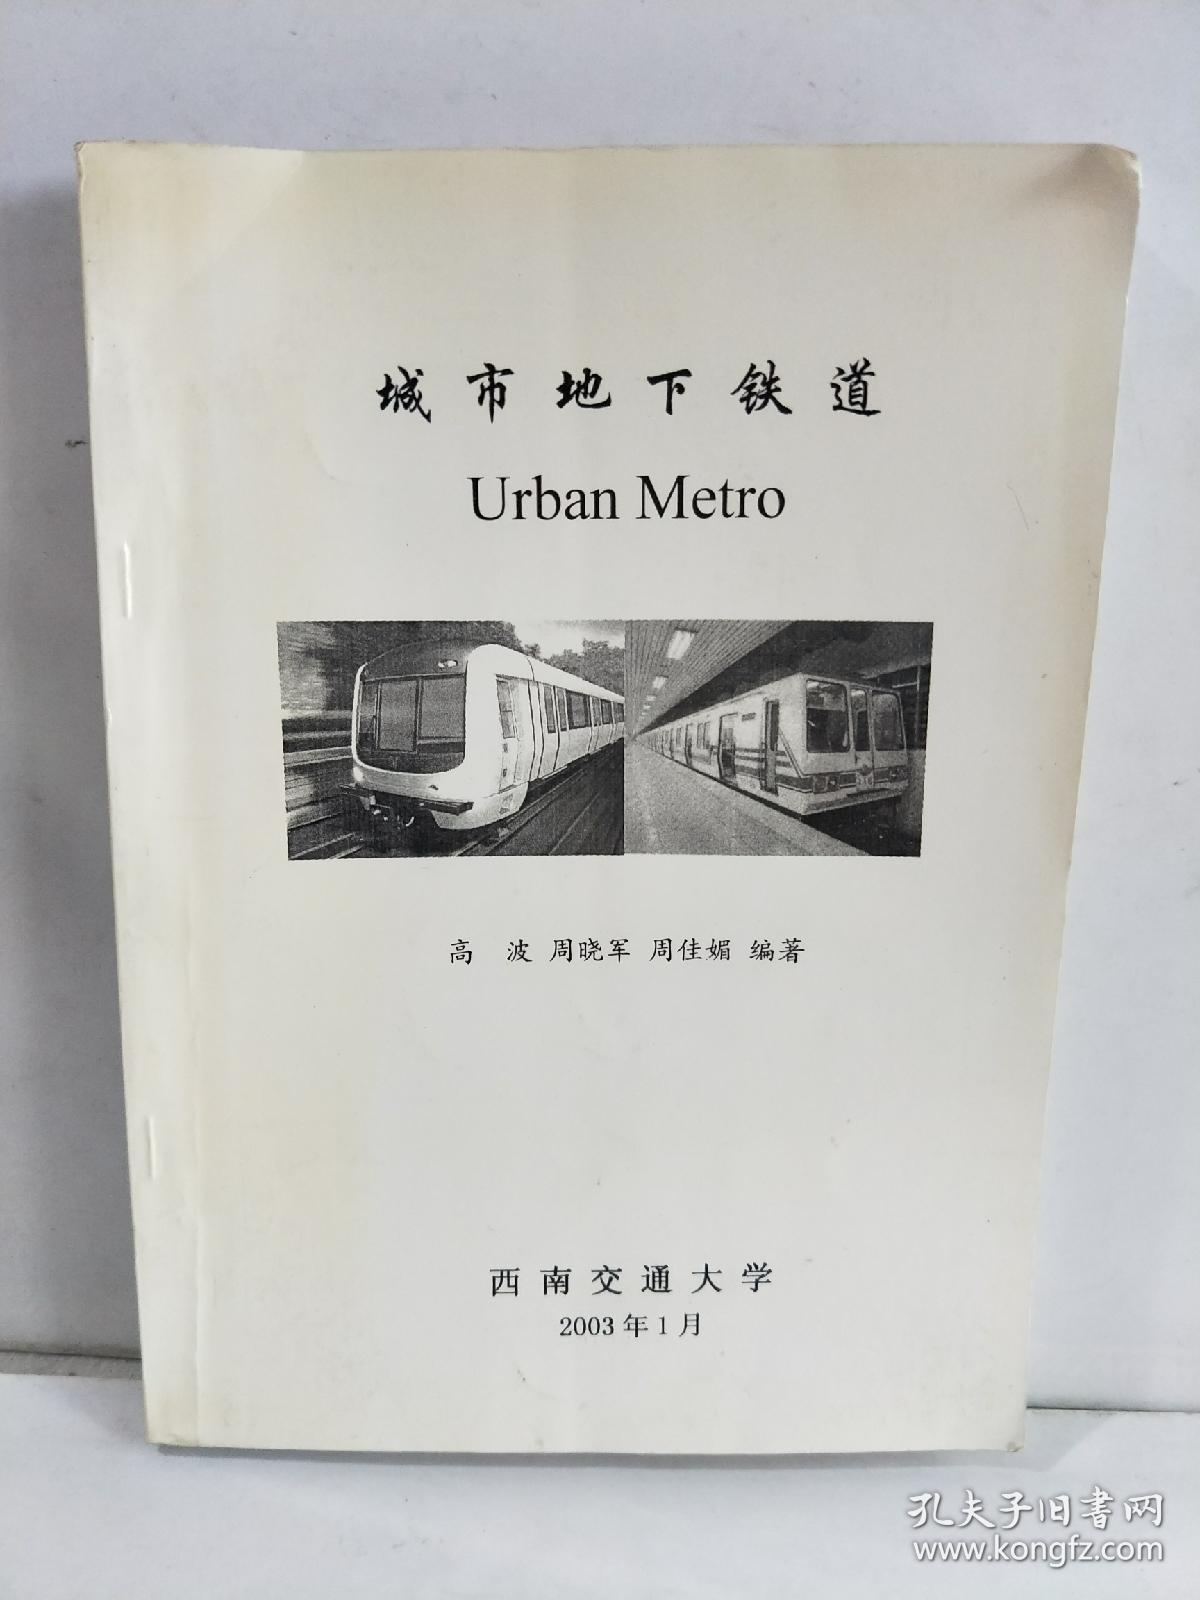 城市地下铁道
Urban Metro
高 波 周晓军 周佳媚 编著
西南交通大学
2003年1月
孔夫子旧书网
www.kongfz.com